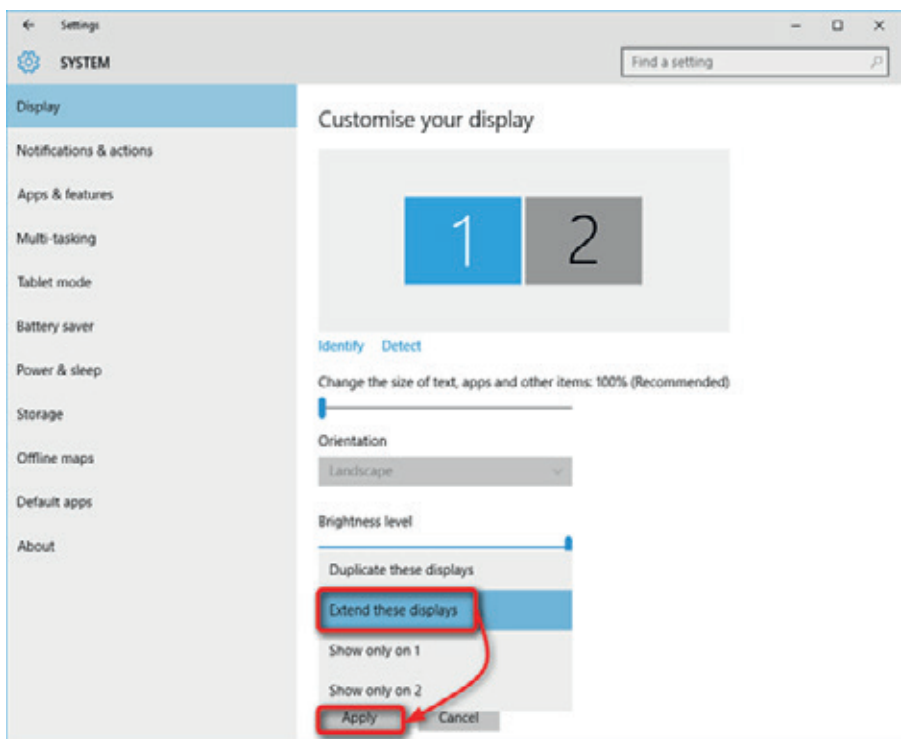 Settings
SYSTEM
Find a setting
Display
Notifications & actions
Apps & features
Multi-tasking
Tablet mode
Battery saver
Power & sleep
Storage
Offline maps
Default apps
About
Customise your display
1 2
Identify Detect
Change the size of text, apps and other items: 100% (Recommended)
Orientation
Landscape
Brightness level
Duplicate these displays
Extend these displays
Show only on 1
Show only on 2
Apply Cancel